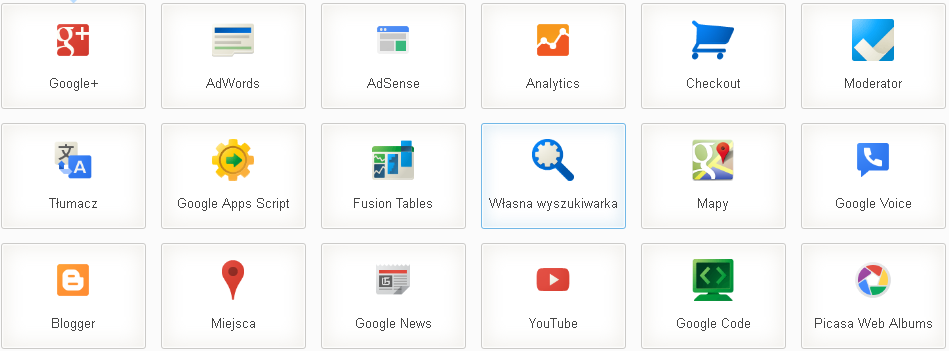 Google+
AdWords
AdSense
Analytics
Checkout
Moderator
Tłumacz
Google Apps Script
Fusion Tables
Własna wyszukiwarka
Mapy
Google Voice
Blogger
Miejsca
Google News
YouTube
Google Code
Picasa Web Albums